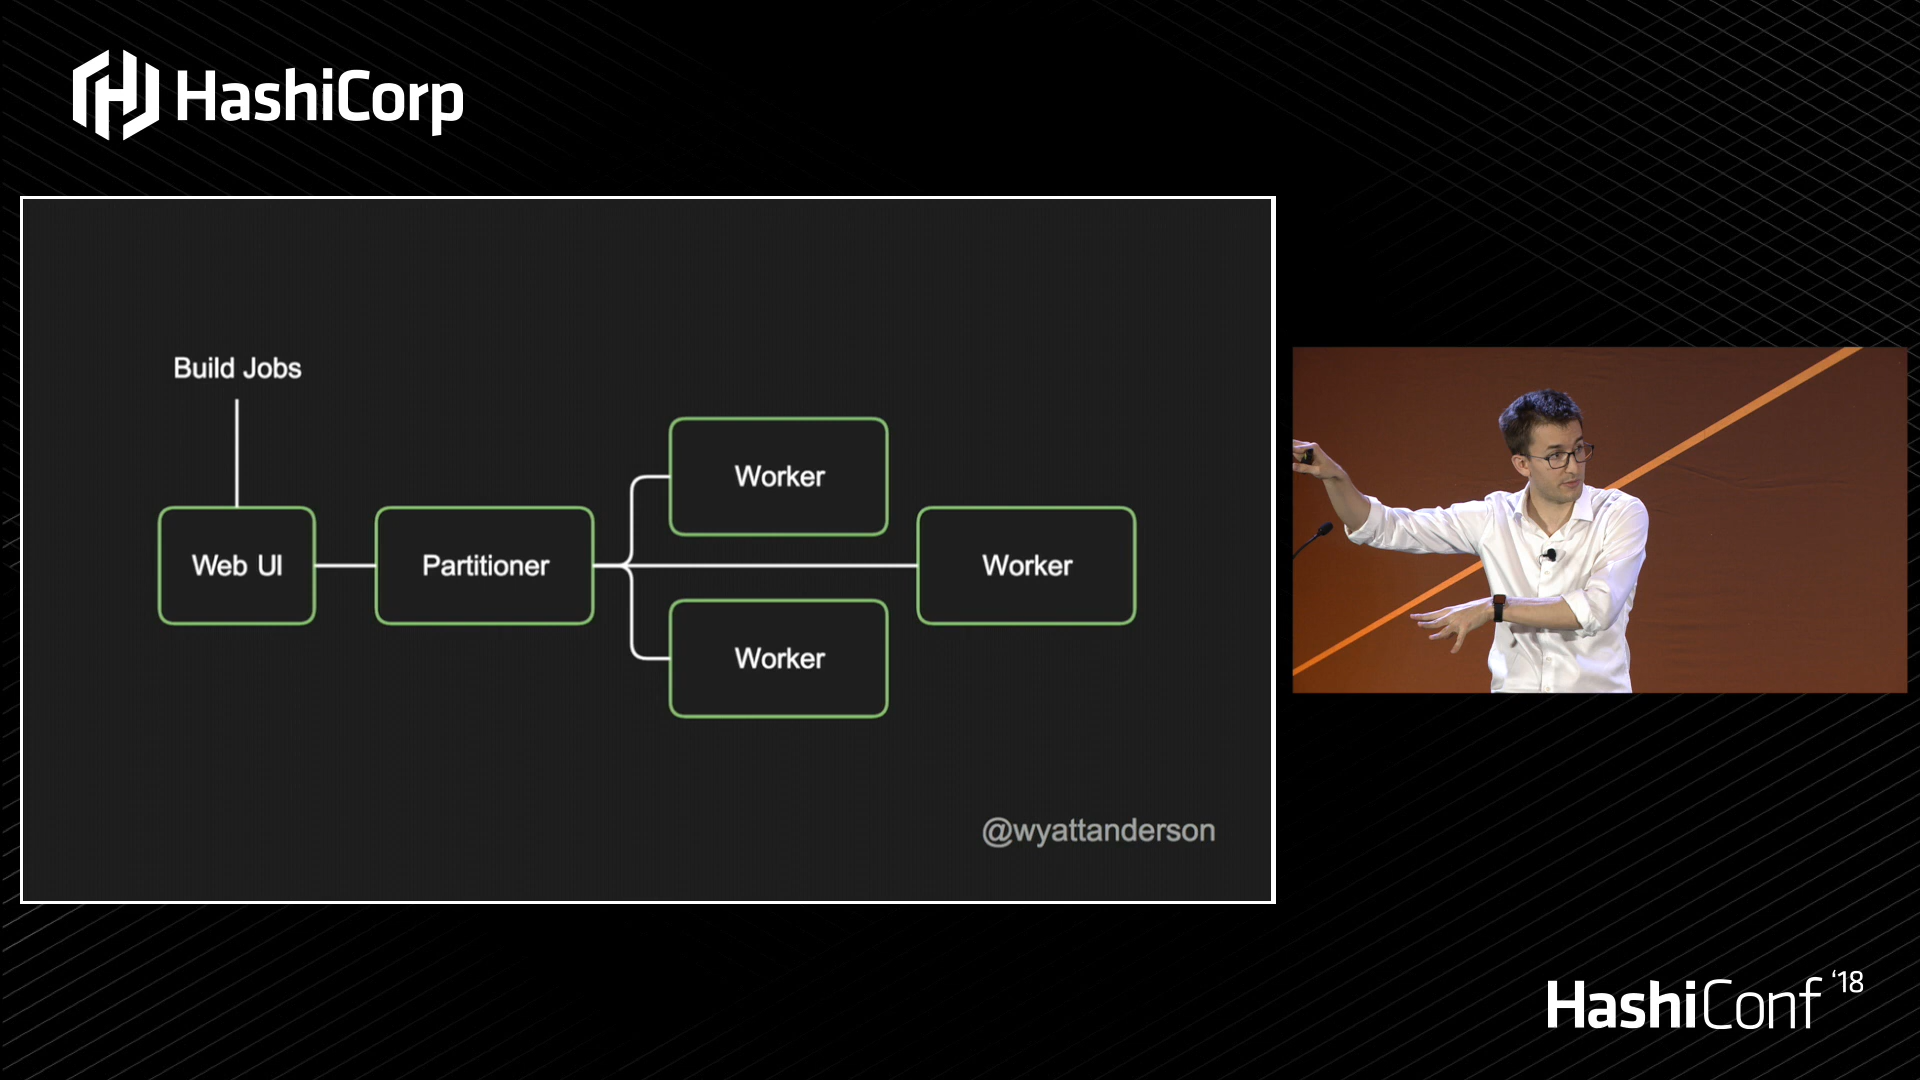 HashiCorp
Build Jobs
Web UI
Partitioner
Worker
Worker
Worker
@wyattanderson
HashiConf '18